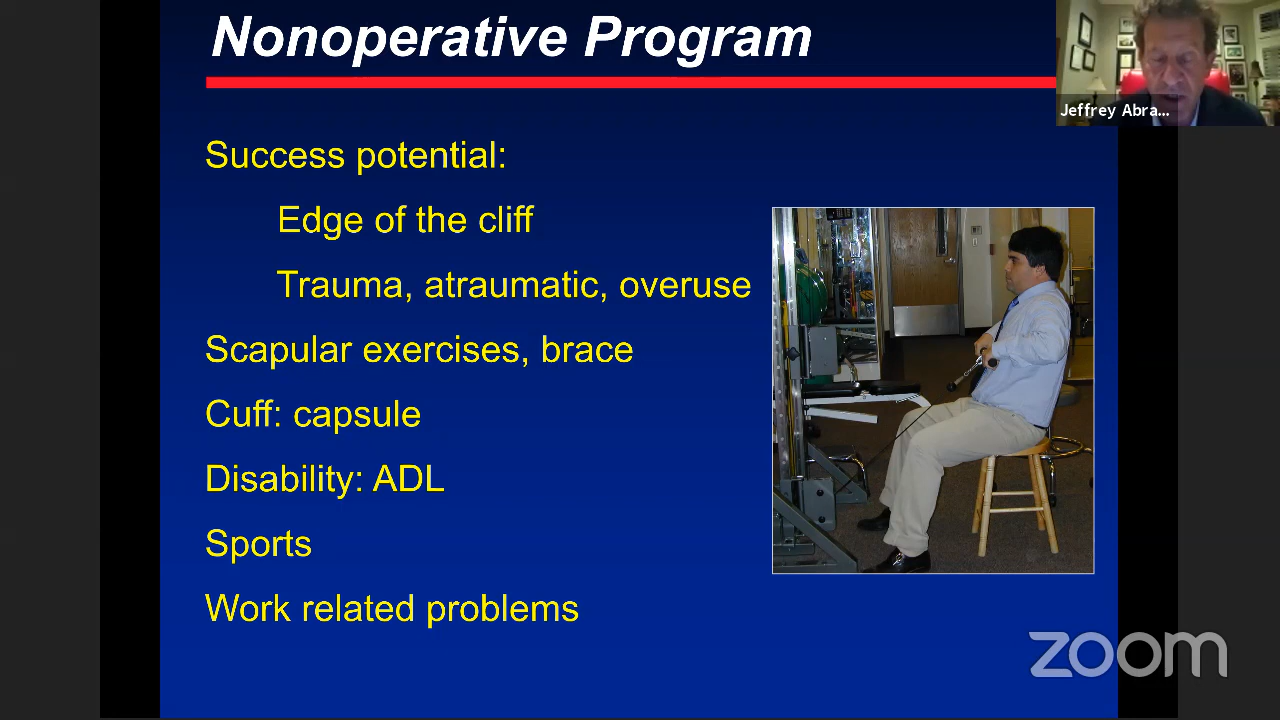 Nonoperative Program
Jeffrey Abra...
Success potential:
Edge of the cliff
Trauma, atraumatic, overuse
Scapular exercises, brace
Cuff: capsule
Disability: ADL
Sports
Work related problems
zoom